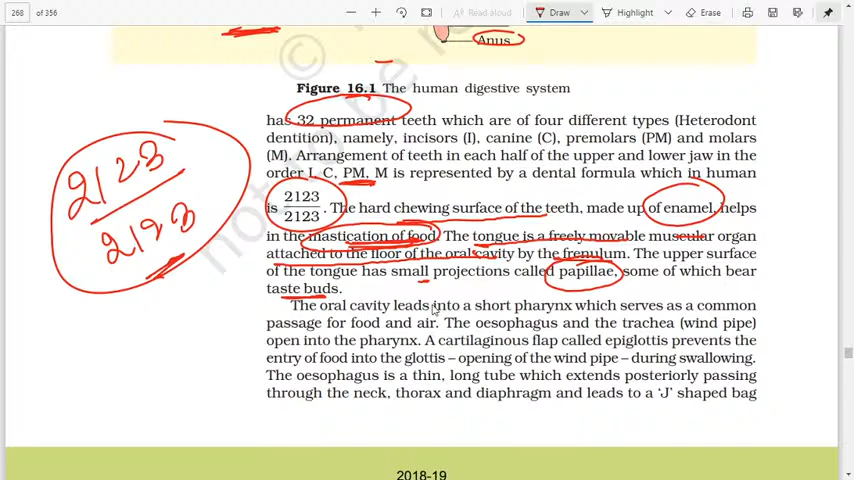 268 of 356
Read aloud
Draw
Highlight
Erase
Anus
Figure 16.1 The human digestive system
has 32 permanent teeth which are of four different types (Heterodont
dentition), namely, incisors (I), canine (C), premolars (PM) and molars
(M). Arrangement of teeth in each half of the upper and lower jaw in the
order I, C, PM, M is represented by a dental formula which in human
is 2123/2123. The hard chewing surface of the teeth, made up of enamel, helps
in the mastication of food. The tongue is a freely movable muscular organ
attached to the floor of the oral cavity by the frenulum. The upper surface
of the tongue has small projections called papillae, some of which bear
taste buds.
The oral cavity leads into a short pharynx which serves as a common
passage for food and air. The oesophagus and the trachea (wind pipe)
open into the pharynx. A cartilaginous flap called epiglottis prevents the
entry of food into the glottis – opening of the wind pipe – during swallowing.
The oesophagus is a thin, long tube which extends posteriorly passing
through the neck, thorax and diaphragm and leads to a ‘J’ shaped bag
2123
2123
not to be re
©
2018-19